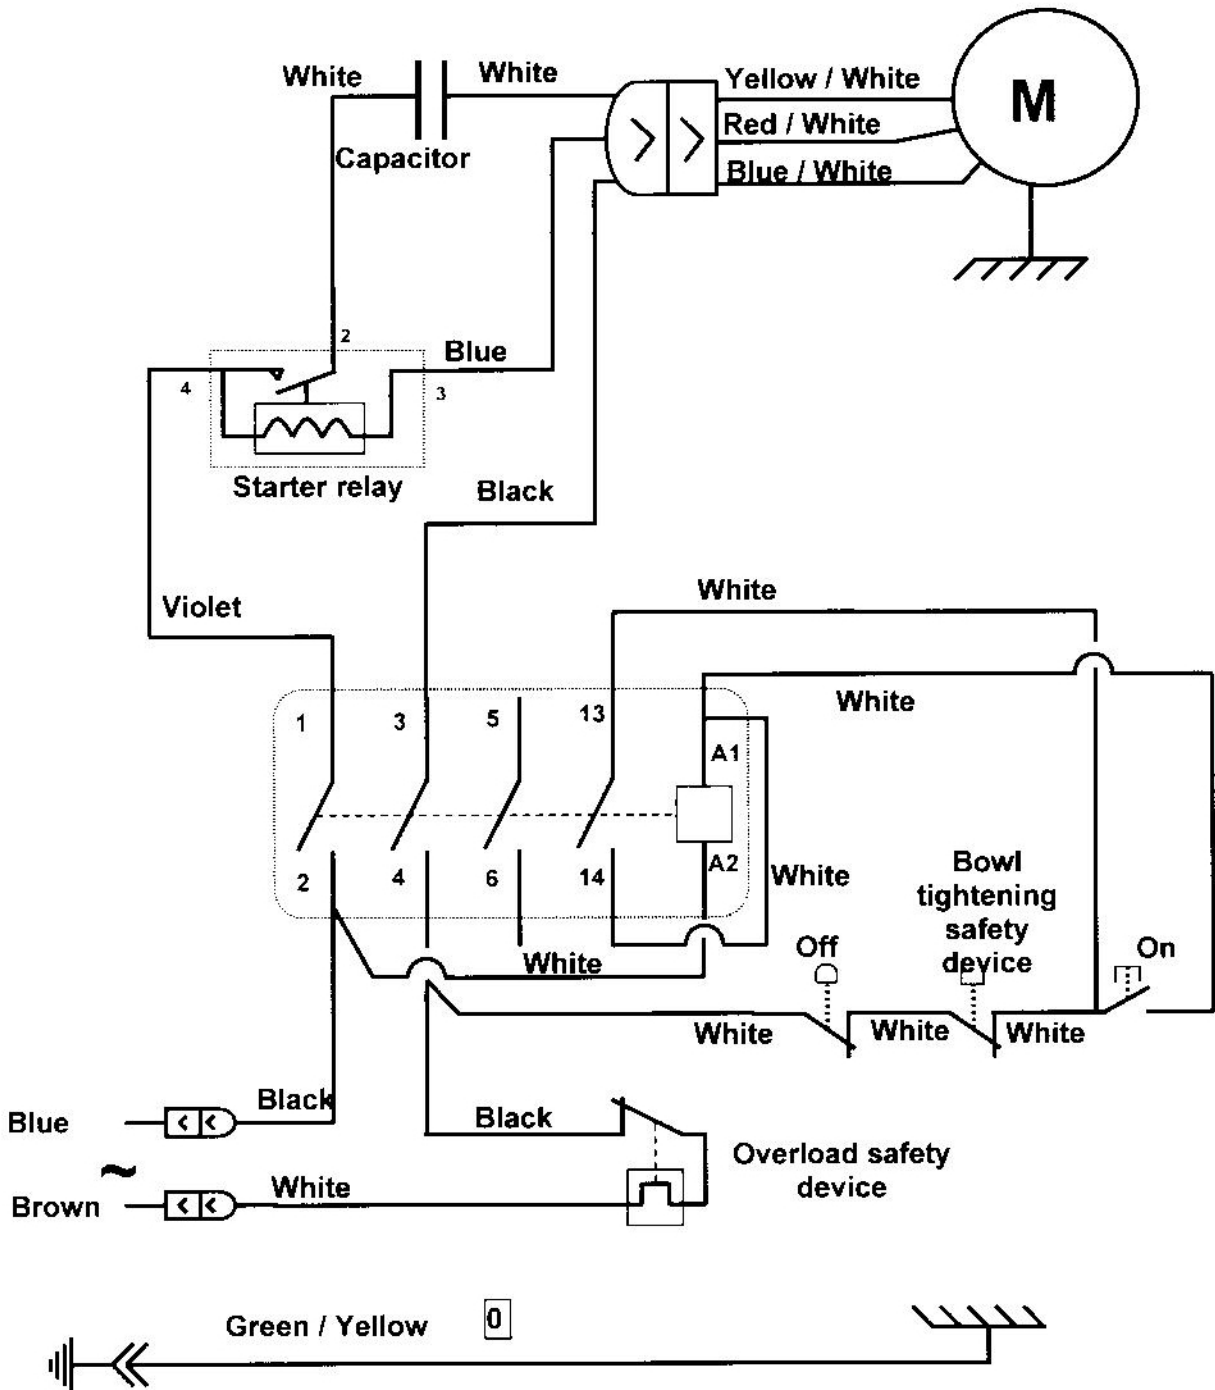 White
White
Capacitor
Yellow / White
Red / White
Blue / White
M
2
4
Blue
3
Starter relay
Black
Violet
White
White
1
3
5
13
A1
2
4
6
14
A2
White
White
Bowl
tightening
safety
device
Off
On
White
White
White
Blue
Black
~
Black
Brown
White
Overload safety
device
Green / Yellow
0